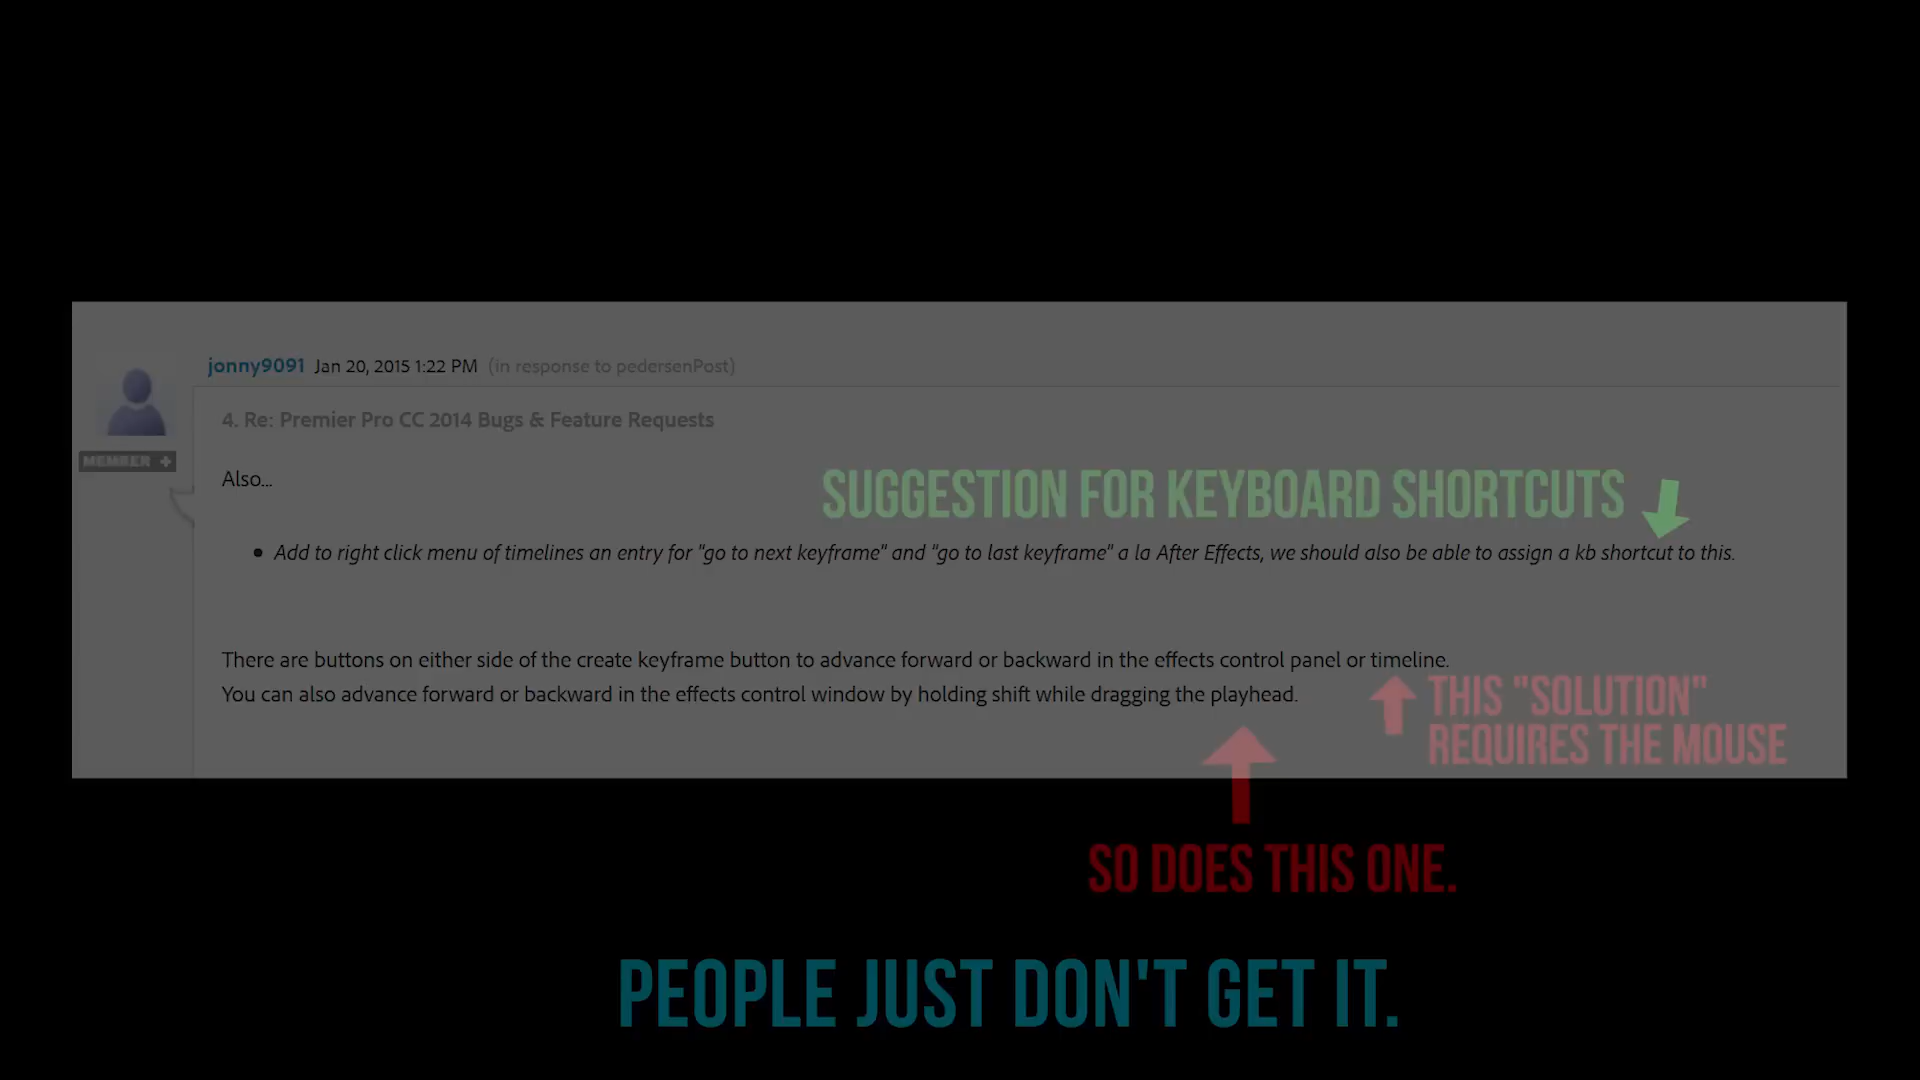 jonny9091 Jan 20, 2015 1:22 PM (in response to pedersenPost)
4. Re: Premier Pro CC 2014 Bugs & Feature Requests
MEMBER +
Also...
SUGGESTION FOR KEYBOARD SHORTCUTS
• Add to right click menu of timelines an entry for "go to next keyframe" and "go to last keyframe" a la After Effects, we should also be able to assign a kb shortcut to this.
There are buttons on either side of the create keyframe button to advance forward or backward in the effects control panel or timeline.
You can also advance forward or backward in the effects control window by holding shift while dragging the playhead.
THIS "SOLUTION"
REQUIRES THE MOUSE
SO DOES THIS ONE.
PEOPLE JUST DON'T GET IT.